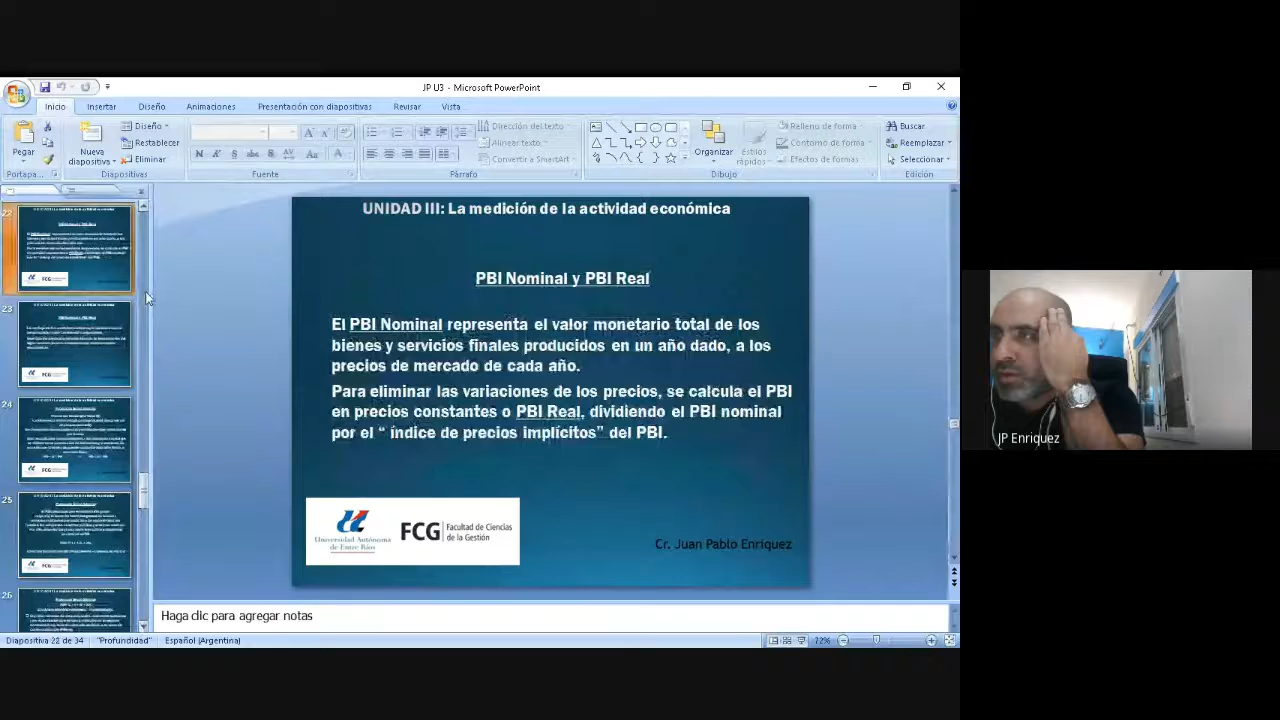 JP U3 - Microsoft PowerPoint
Inicio Insertar Diseño Animaciones Presentación con diapositivas Revisar Vista
Pegar
Nueva diapositiva
Diseño
Restablecer
Eliminar
Dirección del texto
Alinear texto
Convertir a SmartArt
Organizar
Estilos rápidos
Relleno de forma
Contorno de forma
Efectos de formas
Buscar
Reemplazar
Seleccionar
Portapa... Diapositivas Fuente Párrafo Dibujo Edición
22
23
24
25
26
UNIDAD III: La medición de la actividad económica
PBI Nominal y PBI Real
El PBI Nominal representa el valor monetario total de los
bienes y servicios finales producidos en un año dado, a los
precios de mercado de cada año.
Para eliminar las variaciones de los precios, se calcula el PBI
en precios constantes o PBI Real, dividiendo el PBI nominal
por el “ índice de precios implícitos” del PBI.
Universidad Autónoma
de Entre Ríos
FCG Facultad de Ciencias
de la Gestión
Cr. Juan Pablo Enriquez
Haga clic para agregar notas
Diapositiva 22 de 34 "Profundidad" Español (Argentina) 72%
JP Enriquez